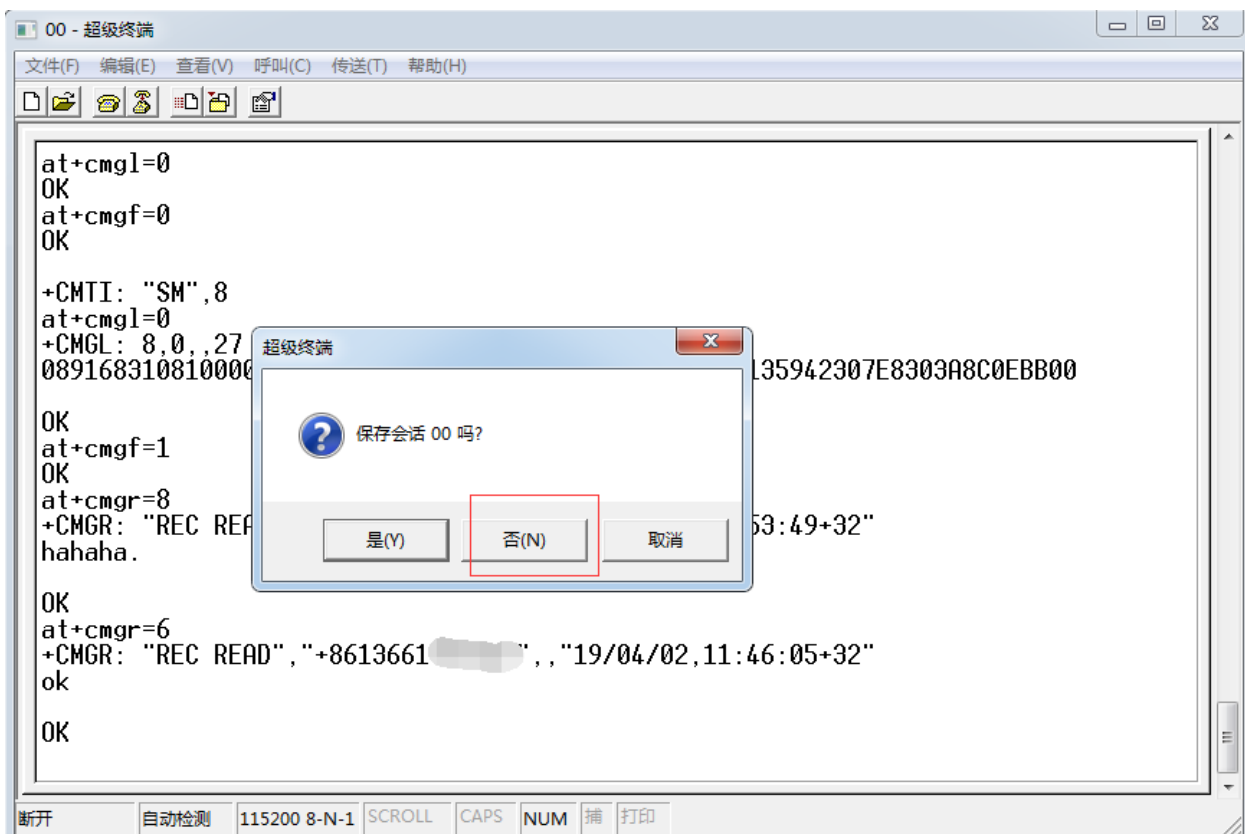 00 - 超级终端
文件(F) 编辑(E) 查看(V) 呼叫(C) 传送(T) 帮助(H)
at+cmgl=0
OK
at+cmgf=0
OK
+CMTI: "SM",8
at+cmgl=0
+CMGL: 8,0,,27
0891683108100000 135942307E8303A8C0EBB00
OK
at+cmgf=1
OK
at+cmgr=8
+CMGR: "REC REA 53:49+32"
hahaha.
OK
at+cmgr=6
+CMGR: "REC READ","+8613661 ",,"19/04/02,11:46:05+32"
ok
OK
超级终端
保存会话 00 吗?
是(Y) 否(N) 取消
断开 自动检测 115200 8-N-1 SCROLL CAPS NUM 捕 打印